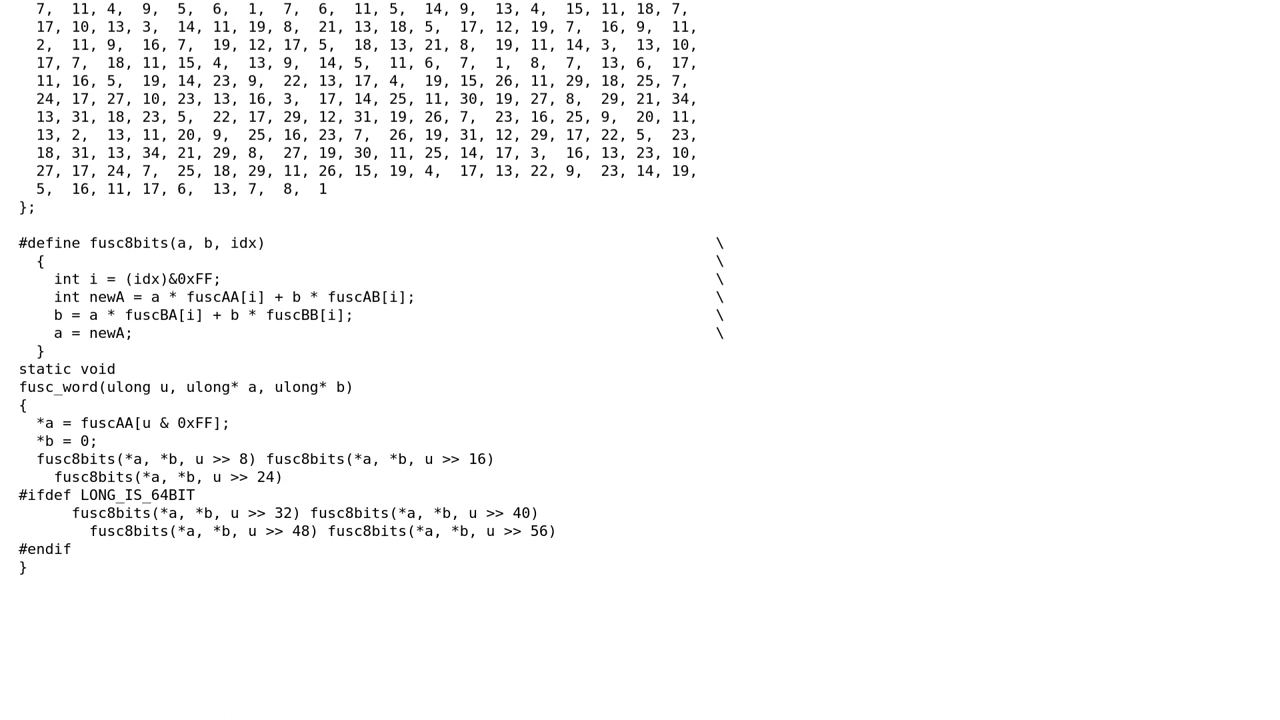 7,  11, 4,  9,  5,  6,  1,  7,  6,  11, 5,  14, 9,  13, 4,  15, 11, 18, 7,
17, 10, 13, 3,  14, 11, 19, 8,  21, 13, 18, 5,  17, 12, 19, 7,  16, 9,  11,
2,  11, 9,  16, 7,  19, 12, 17, 5,  18, 13, 21, 8,  19, 11, 14, 3,  13, 10,
17, 7,  18, 11, 15, 4,  13, 9,  14, 5,  11, 6,  7,  1,  8,  7,  13, 6,  17,
11, 16, 5,  19, 14, 23, 9,  22, 13, 17, 4,  19, 15, 26, 11, 29, 18, 25, 7,
24, 17, 27, 10, 23, 13, 16, 3,  17, 14, 25, 11, 30, 19, 27, 8,  29, 21, 34,
13, 31, 18, 23, 5,  22, 17, 29, 12, 31, 19, 26, 7,  23, 16, 25, 9,  20, 11,
13, 2,  13, 11, 20, 9,  25, 16, 23, 7,  26, 19, 31, 12, 29, 17, 22, 5,  23,
18, 31, 13, 34, 21, 29, 8,  27, 19, 30, 11, 25, 14, 17, 3,  16, 13, 23, 10,
27, 17, 24, 7,  25, 18, 29, 11, 26, 15, 19, 4,  17, 13, 22, 9,  23, 14, 19,
5,  16, 11, 17, 6,  13, 7,  8,  1
};
#define fusc8bits(a, b, idx) \
{ \
int i = (idx)&0xFF; \
int newA = a * fuscAA[i] + b * fuscAB[i]; \
b = a * fuscBA[i] + b * fuscBB[i]; \
a = newA; \
}
static void
fusc_word(ulong u, ulong* a, ulong* b)
{
*a = fuscAA[u & 0xFF];
*b = 0;
fusc8bits(*a, *b, u >> 8) fusc8bits(*a, *b, u >> 16)
fusc8bits(*a, *b, u >> 24)
#ifdef LONG_IS_64BIT
fusc8bits(*a, *b, u >> 32) fusc8bits(*a, *b, u >> 40)
fusc8bits(*a, *b, u >> 48) fusc8bits(*a, *b, u >> 56)
#endif
}